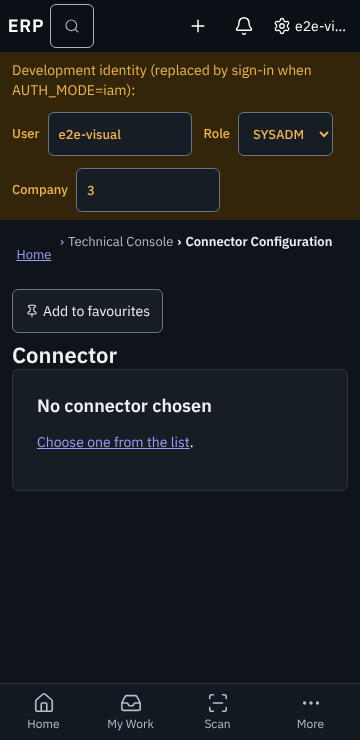 ERP
e2e-vi...
Development identity (replaced by sign-in when
AUTH_MODE=iam):
User e2e-visual Role SYSADM
Company 3
Home › Technical Console › Connector Configuration
Add to favourites
Connector
No connector chosen
Choose one from the list.
Home My Work Scan More